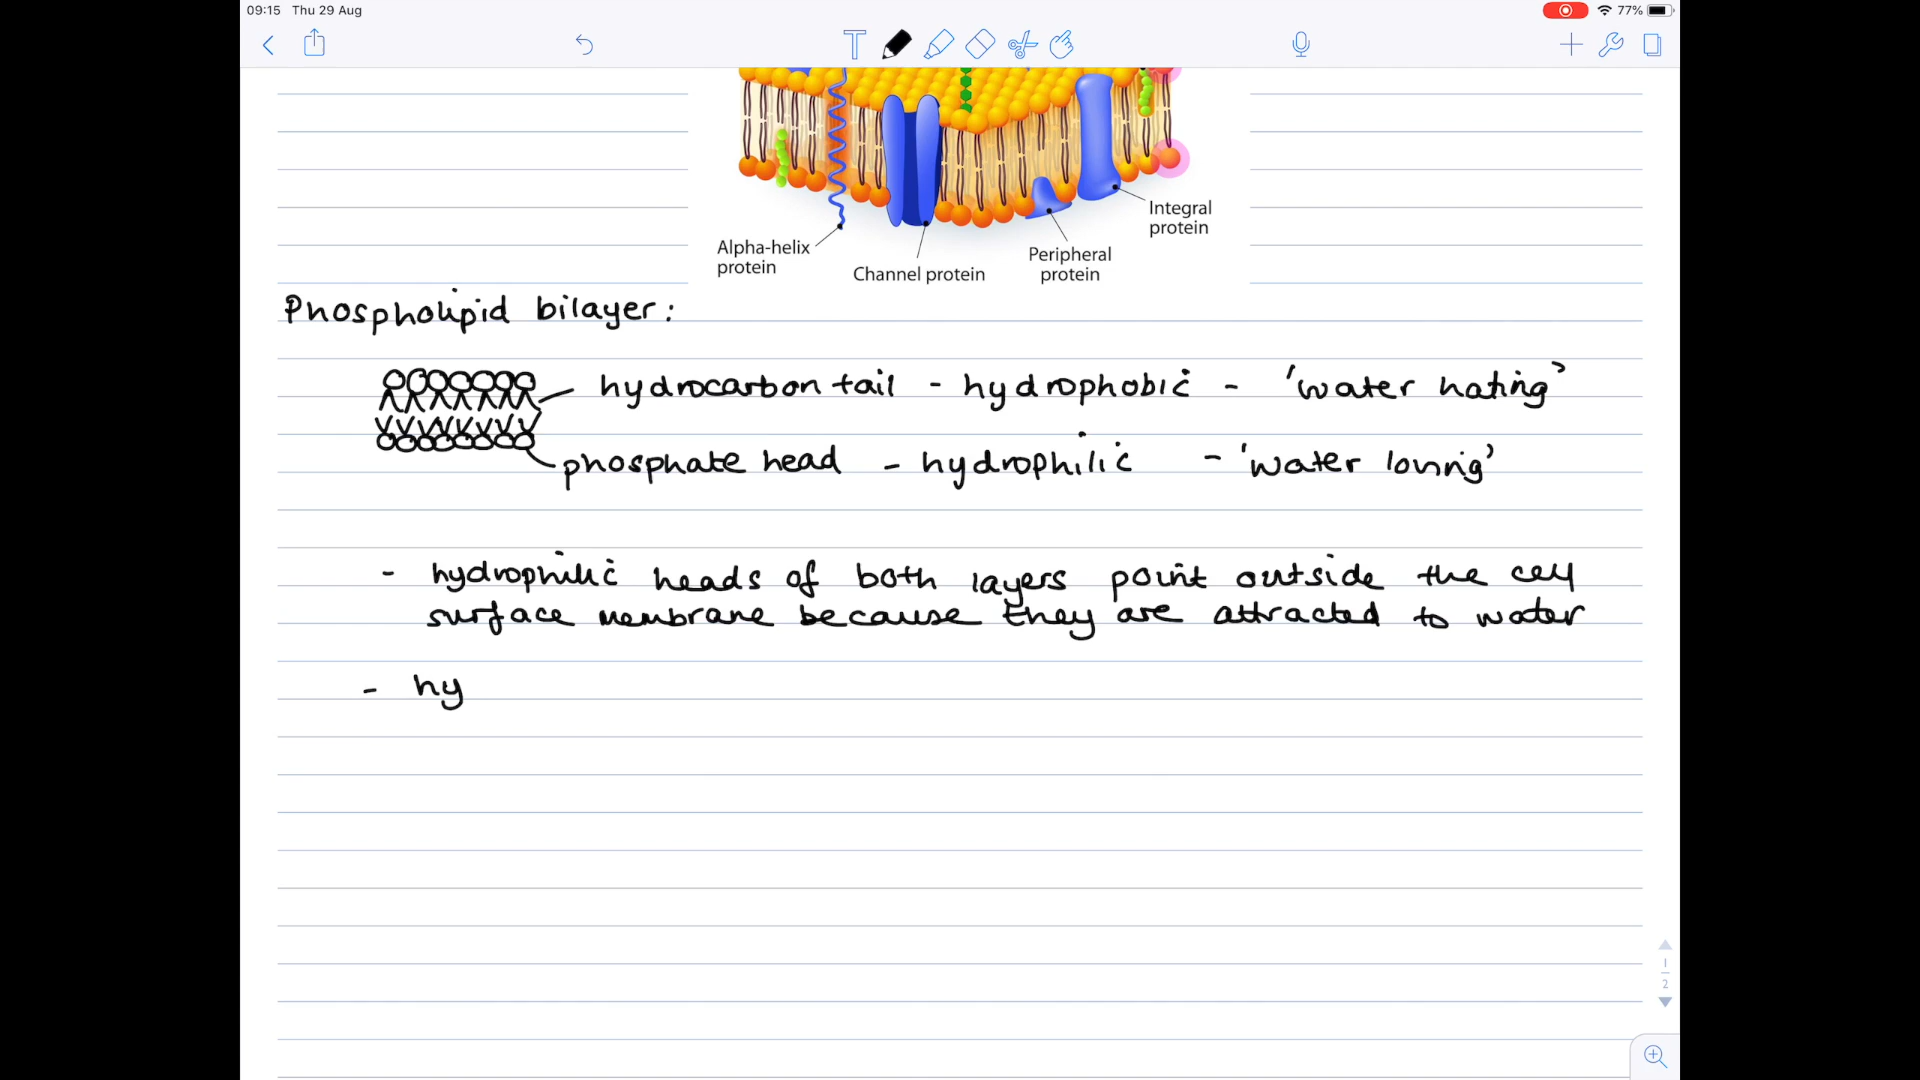 09:15 Thu 29 Aug
77%
T
Integral
protein
Alpha-helix
protein
Peripheral
protein
Channel protein
Phospholipid bilayer:
hydrocarbon tail - hydrophobic - 'water hating'
phosphate head - hydrophilic - 'water loving'
- hydrophilic heads of both layers point outside the cell
surface membrane because they are attracted to water
- hy
1
2